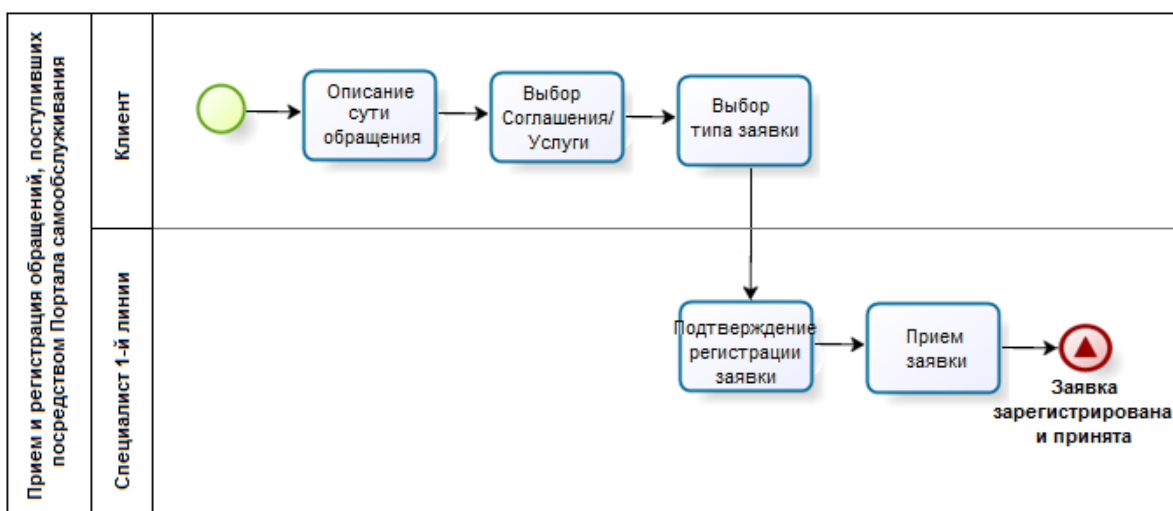 Прием и регистрация обращений, поступивших
посредством Портала самообслуживания
Клиент
Описание
сути
обращения
Выбор
Соглашения/
Услуги
Выбор
типа заявки
Специалист 1-й линии
Подтверждение
регистрации
заявки
Прием
заявки
Заявка
зарегистрирована
и принята